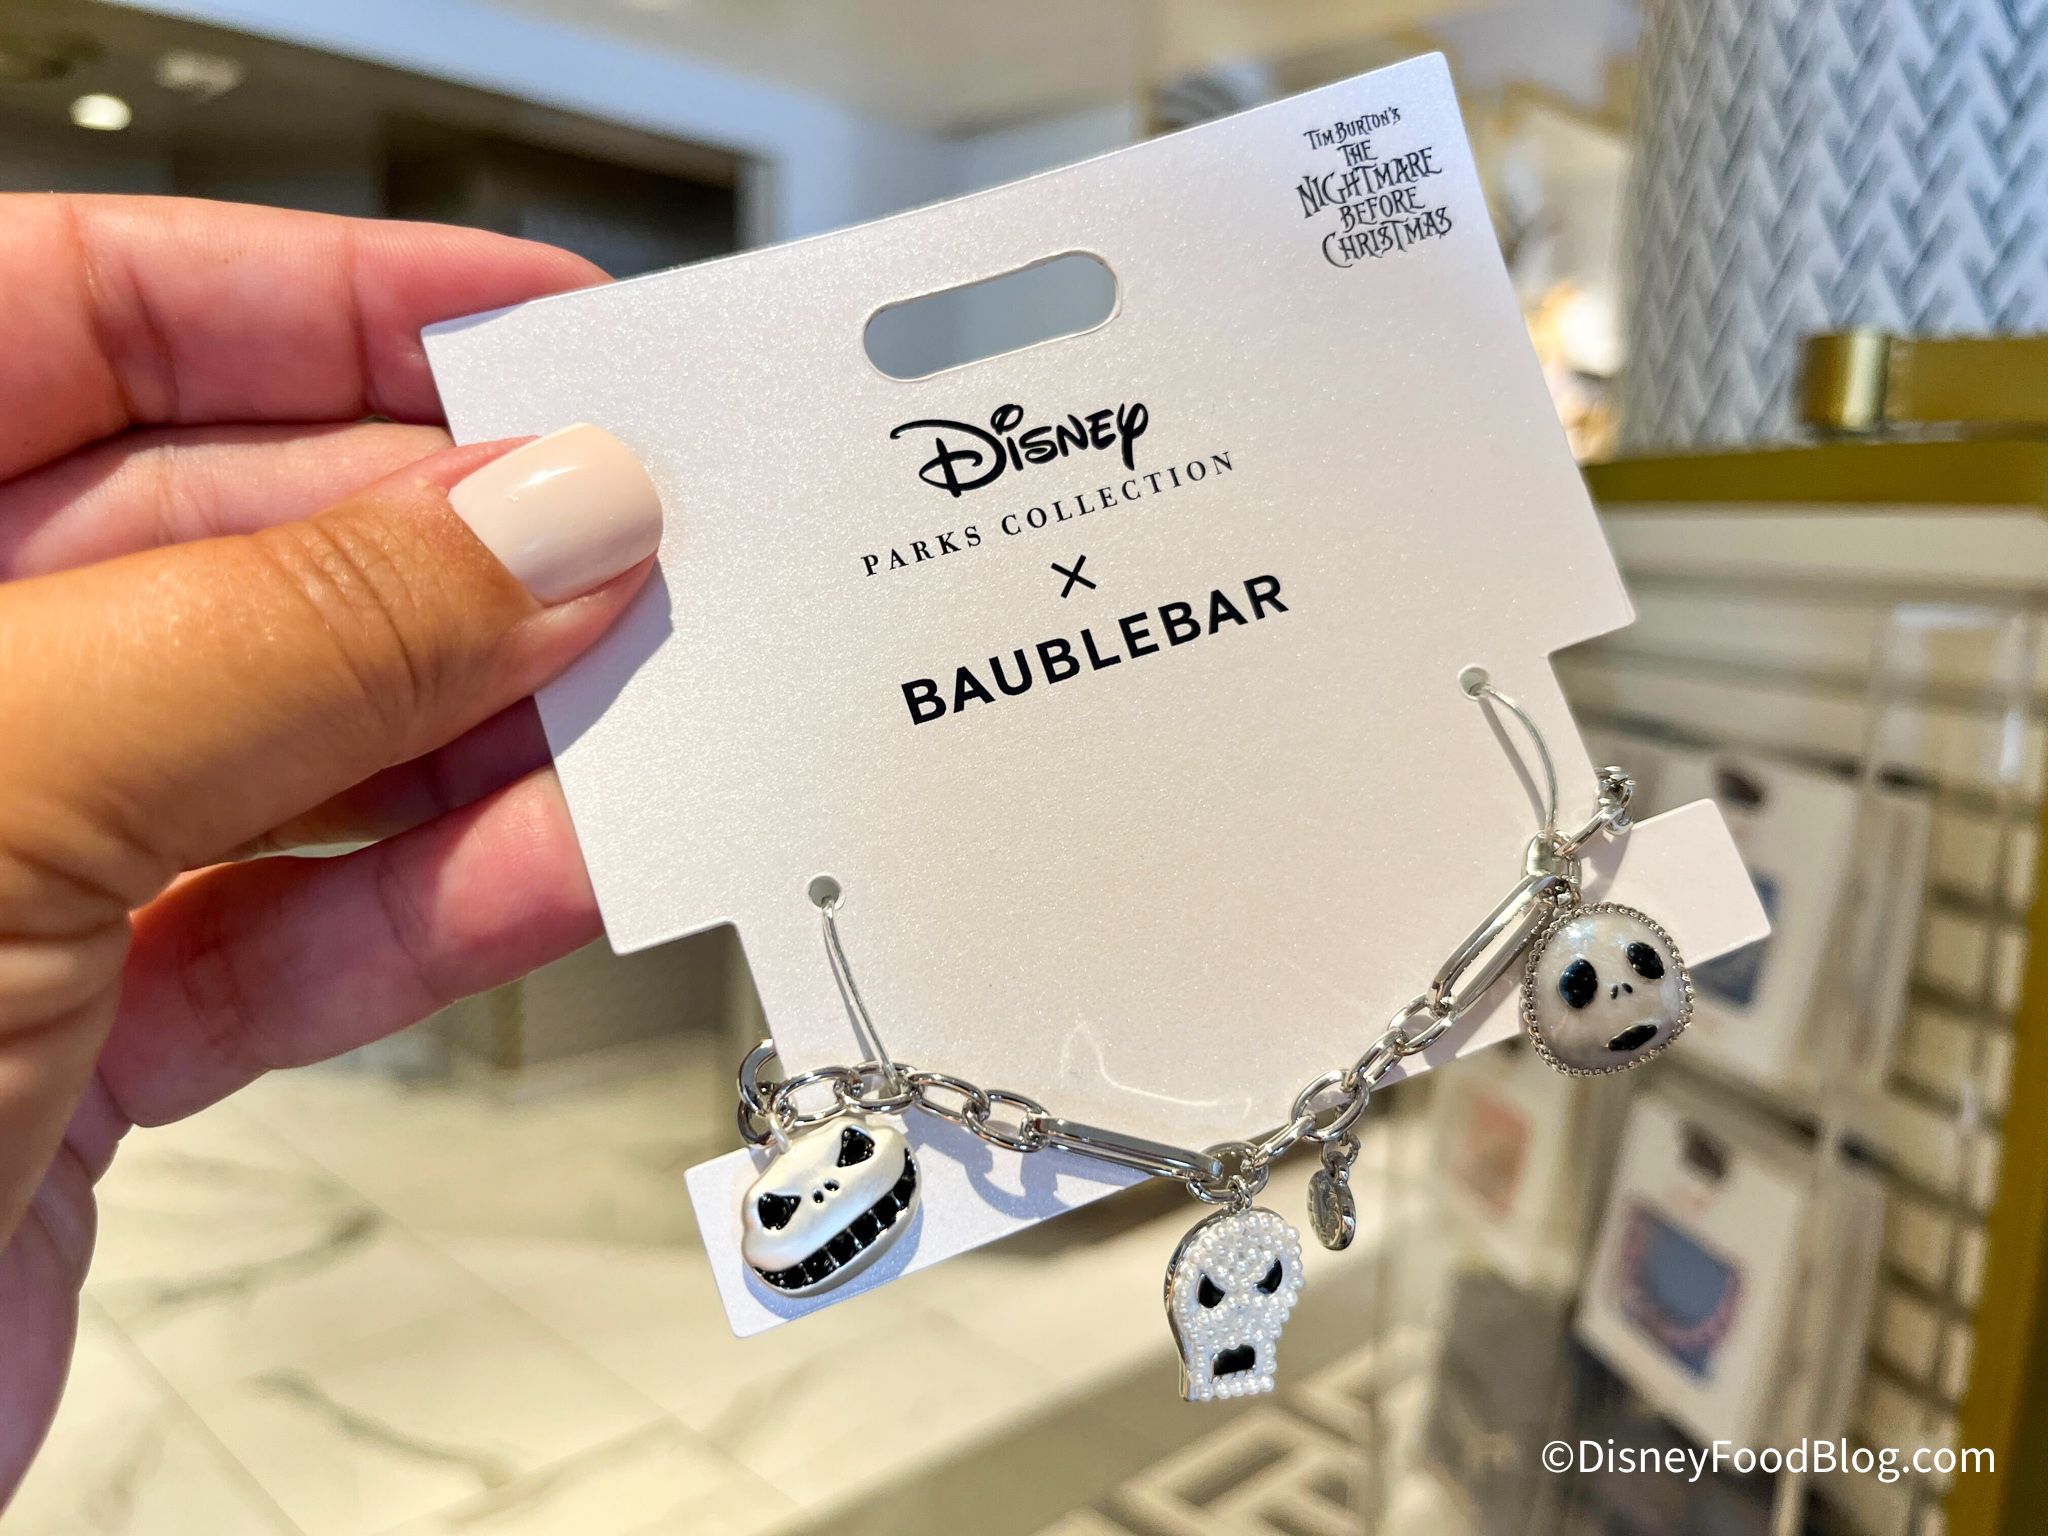 TIM BURTON'S
THE
NIGHTMARE
BEFORE
CHRISTMAS
Disney
PARKS COLLECTION
×
BAUBLEBAR
©DisneyFoodBlog.com